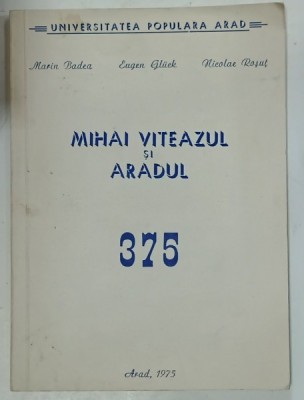 UNIVERSITATEA POPULARA ARAD
Marin Badea Eugen Glück Nicolae Roşuţ
MIHAI VITEAZUL
ŞI
ARADUL
375
Arad, 1975